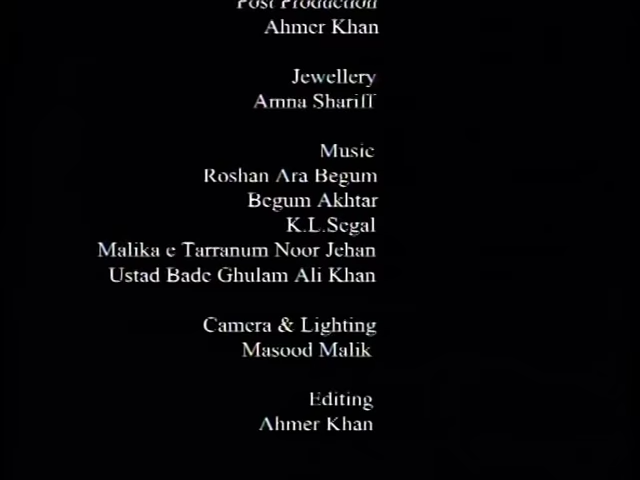 Post Production
Ahmer Khan
Jewellery
Amna Shariff
Music
Roshan Ara Begum
Begum Akhtar
K.L.Segal
Malika e Tarranum Noor Jehan
Ustad Bade Ghulam Ali Khan
Camera & Lighting
Masood Malik
Editing
Ahmer Khan